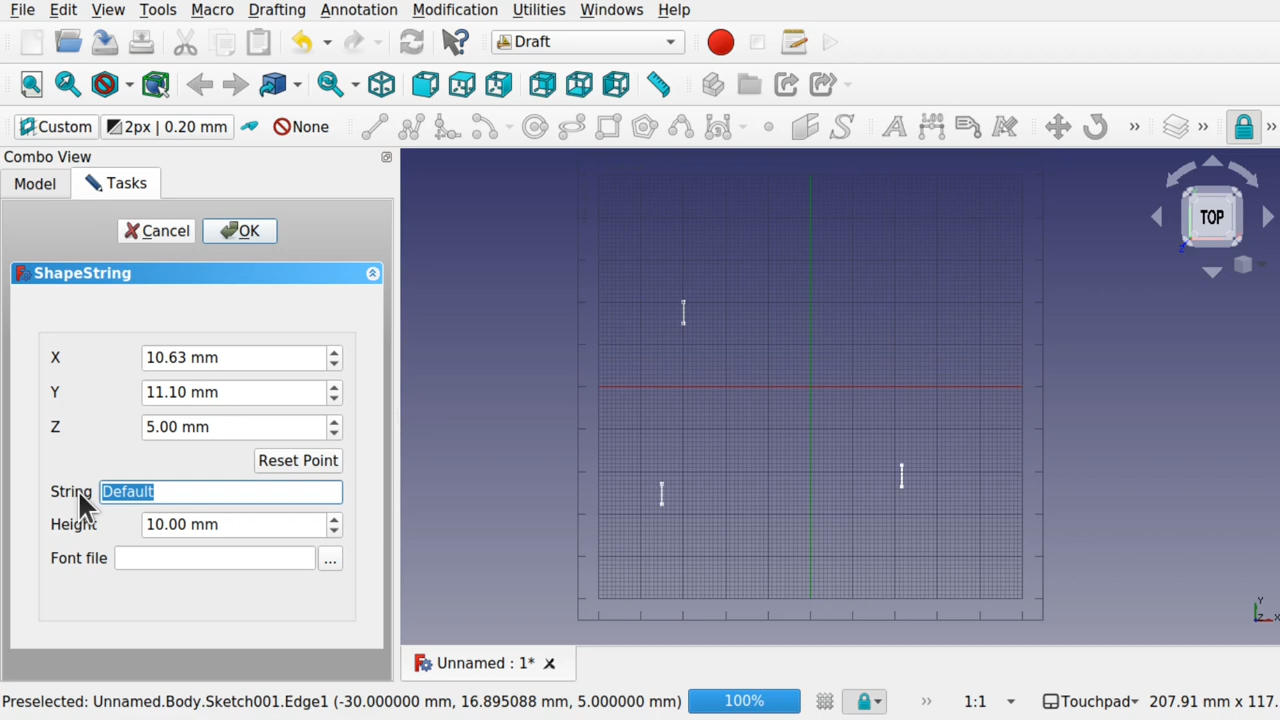 File Edit View Tools Macro Drafting Annotation Modification Utilities Windows Help
Draft
Custom 2px | 0.20 mm None
1.00
Combo View
Model Tasks
Cancel OK
ShapeString
X 10.63 mm
Y 11.10 mm
Z 5.00 mm
Reset Point
String Default
Height 10.00 mm
Font file ...
TOP
Z
Y
Z X
Unnamed : 1*
Preselected: Unnamed.Body.Sketch001.Edge1 (-30.000000 mm, 16.895088 mm, 5.000000 mm) 100% 1:1 Touchpad 207.91 mm x 117.